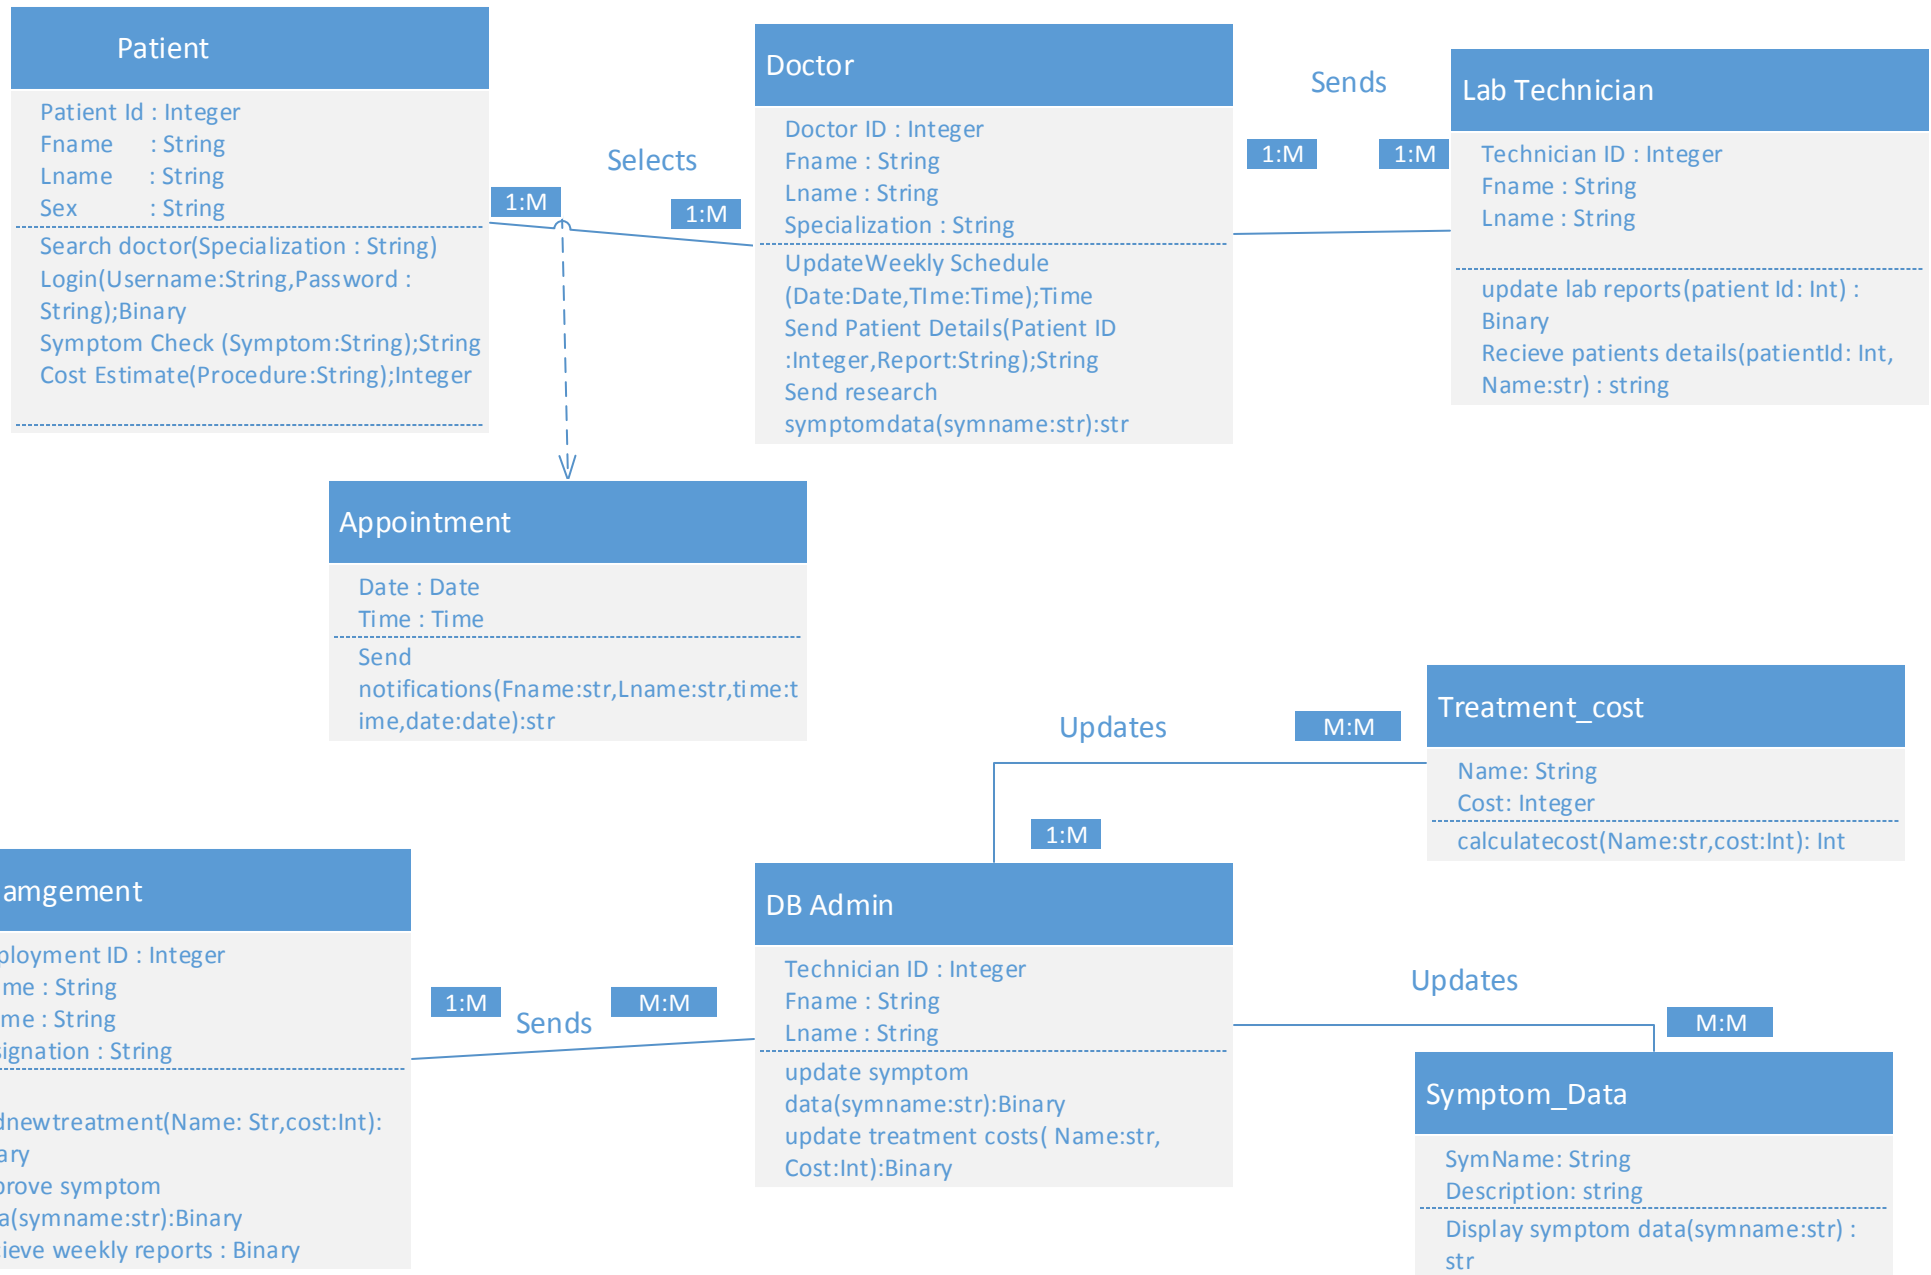 Patient
Patient Id : Integer
Fname : String
Lname : String
Sex : String
Search doctor(Specialization : String)
Login(Username:String,Password :
String);Binary
Symptom Check (Symptom:String);String
Cost Estimate(Procedure:String);Integer
1:M
Selects
1:M
Doctor
Doctor ID : Integer
Fname : String
Lname : String
Specialization : String
UpdateWeekly Schedule
(Date:Date,TIme:Time);Time
Send Patient Details(Patient ID
:Integer,Report:String);String
Send research
symptomdata(symname:str):str
Sends
1:M
1:M
Lab Technician
Technician ID : Integer
Fname : String
Lname : String
update lab reports(patient Id: Int) :
Binary
Recieve patients details(patientId: Int,
Name:str) : string
Appointment
Date : Date
Time : Time
Send
notifications(Fname:str,Lname:str,time:t
ime,date:date):str
Updates
M:M
1:M
Treatment_cost
Name: String
Cost: Integer
calculatecost(Name:str,cost:Int): Int
amgement
ployment ID : Integer
me : String
me : String
signation : String
dnewtreatment(Name: Str,cost:Int):
ary
prove symptom
a(symname:str):Binary
ieve weekly reports : Binary
1:M
Sends
M:M
DB Admin
Technician ID : Integer
Fname : String
Lname : String
update symptom
data(symname:str):Binary
update treatment costs( Name:str,
Cost:Int):Binary
Updates
M:M
Symptom_Data
SymName: String
Description: string
Display symptom data(symname:str) :
str